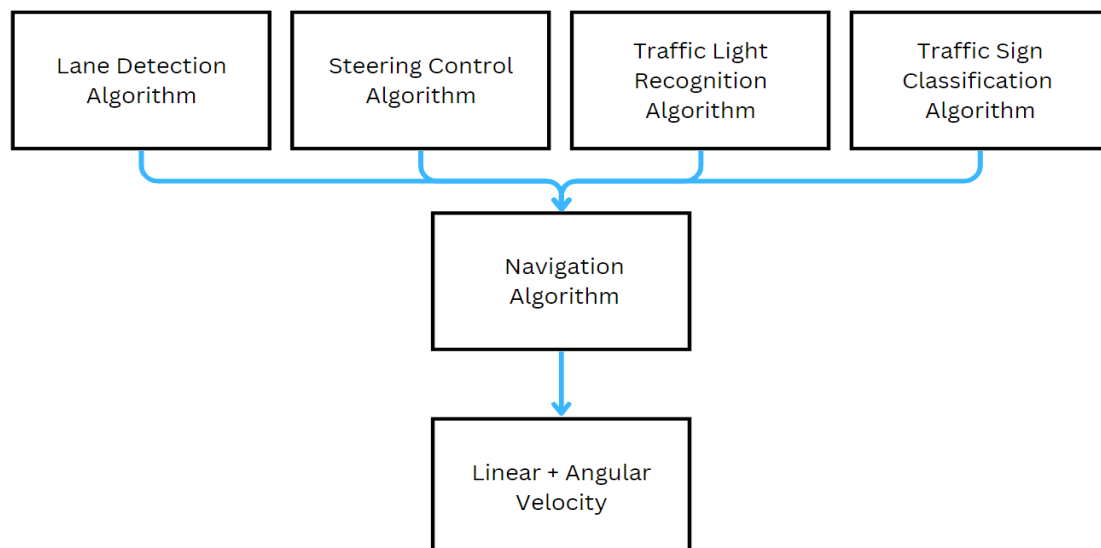 Lane Detection
Algorithm
Steering Control
Algorithm
Traffic Light
Recognition
Algorithm
Traffic Sign
Classification
Algorithm
Navigation
Algorithm
Linear + Angular
Velocity